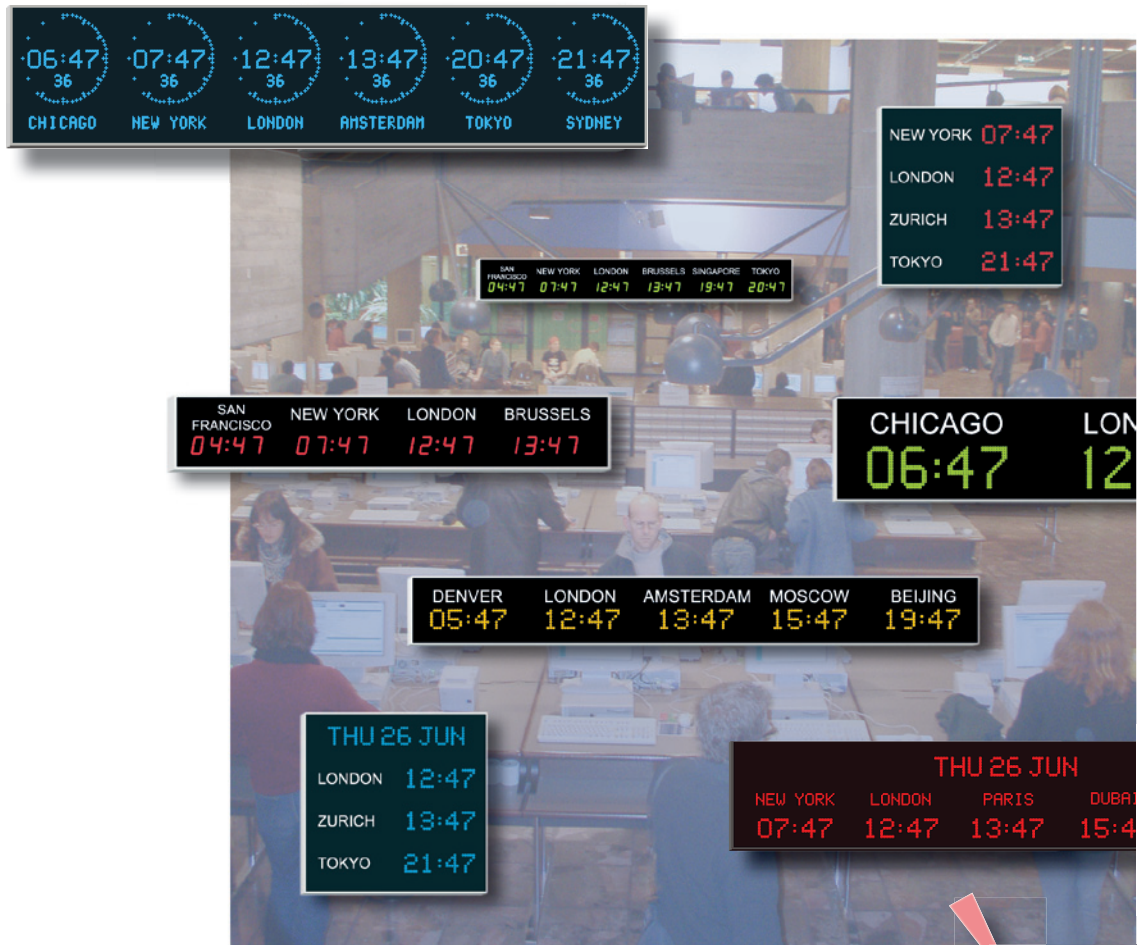 06:47 07:47 12:47 13:47 20:47 21:47
36 36 36 36 36 36
CHICAGO NEW YORK LONDON AMSTERDAM TOKYO SYDNEY
NEW YORK 07:47
LONDON 12:47
ZURICH 13:47
TOKYO 21:47
SAN FRANCISCO NEW YORK LONDON BRUSSELS SINGAPORE TOKYO
04:47 07:47 12:47 13:47 19:47 20:47
SAN
FRANCISCO NEW YORK LONDON BRUSSELS
04:47 07:47 12:47 13:47
CHICAGO LON
06:47 12
DENVER LONDON AMSTERDAM MOSCOW BEIJING
05:47 12:47 13:47 15:47 19:47
THU 26 JUN
LONDON 12:47
ZURICH 13:47
TOKYO 21:47
THU 26 JUN
NEW YORK LONDON PARIS DUBAI
07:47 12:47 13:47 15:4